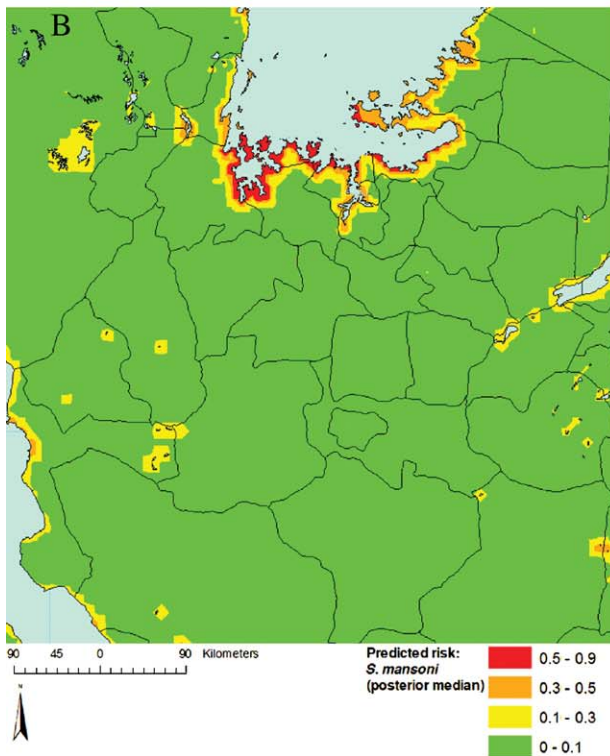 B
90 45 0 90 Kilometers
N
Predicted risk:
S. mansoni
(posterior median)
0.5 - 0.9
0.3 - 0.5
0.1 - 0.3
0 - 0.1